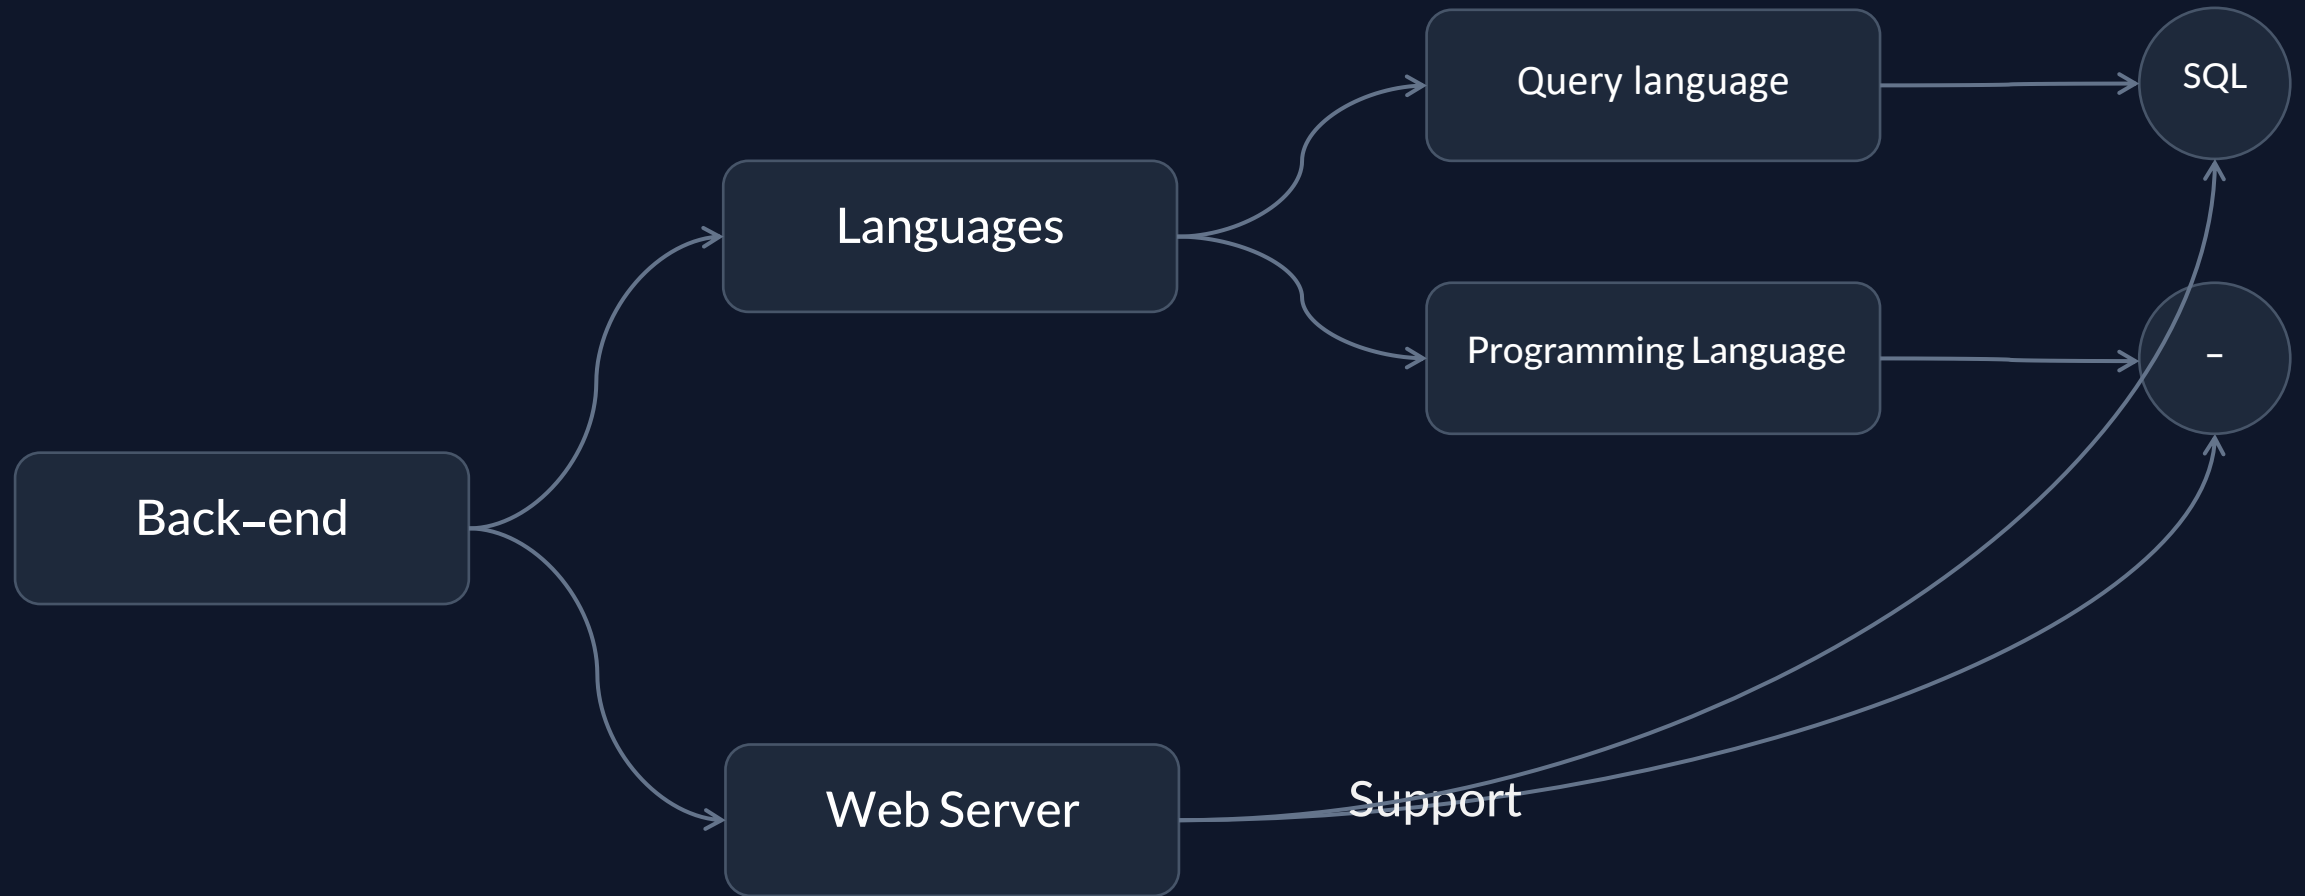 Query language
SQL
Languages
Programming Language
-
Back-end
Web Server
Support